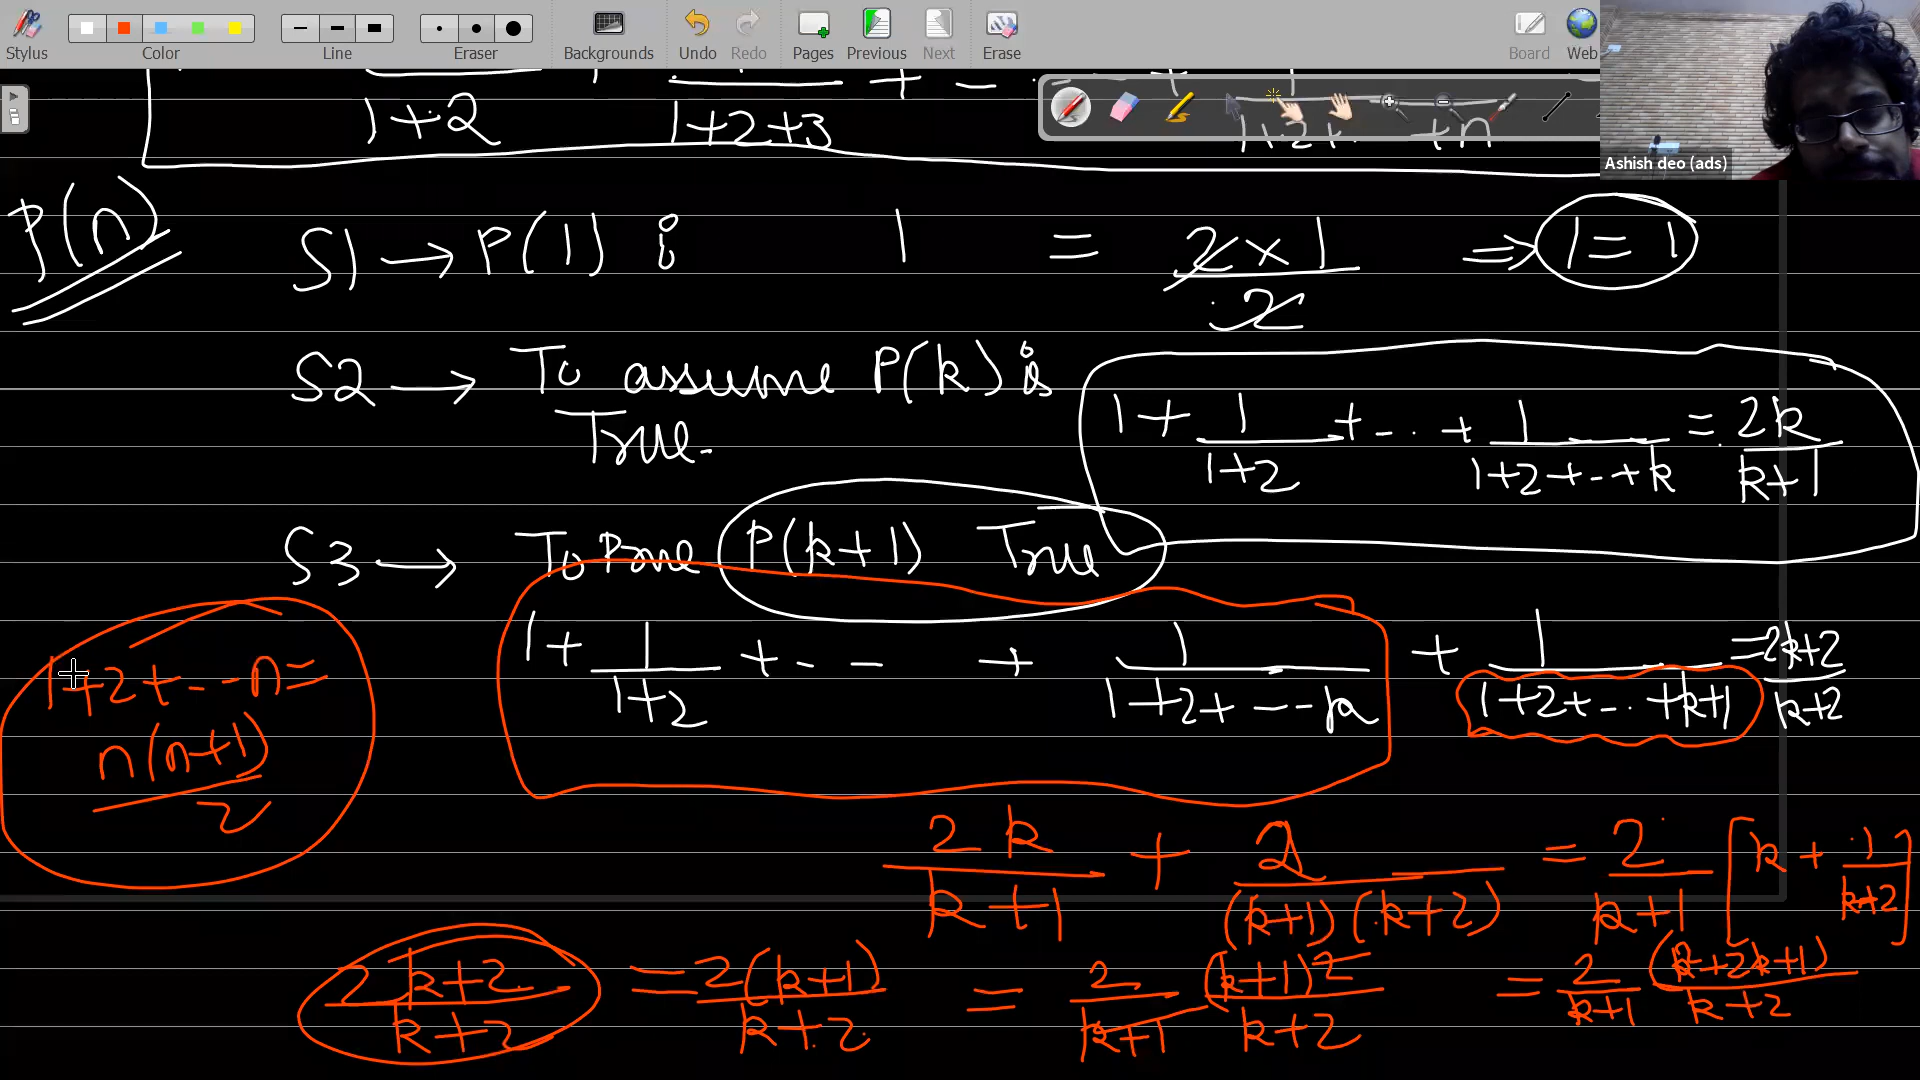 Stylus Color Line Eraser Backgrounds Undo Redo Pages Previous Next Erase Board Web
Ashish deo (ads)
1+2 1+2+3 + - 1+2+ +n
P(n)
S1 → P(1) : 1 = 2×1/2 ⇒ 1=1
S2 → To assume P(k) is
True.
1+ 1/(1+2) +-..+ 1/(1+2+-..+k) = 2k/(k+1)
S3 → To Prove P(k+1) True
1+ 1/(1+2) +-- - + 1/(1+2+---k) + 1/(1+2+-..+k+1) = (2k+2)/(k+2)
1+2+--n=
n(n+1)/2
2k/(k+1) + 2/((k+1)(k+2)) = 2/(k+1) [k + 1/(k+2)]
(2k+2)/(k+2) = 2(k+1)/(k+2) = 2/(k+1) (k+1)²/(k+2) = 2/(k+1) (k+2k+1)/(k+2)